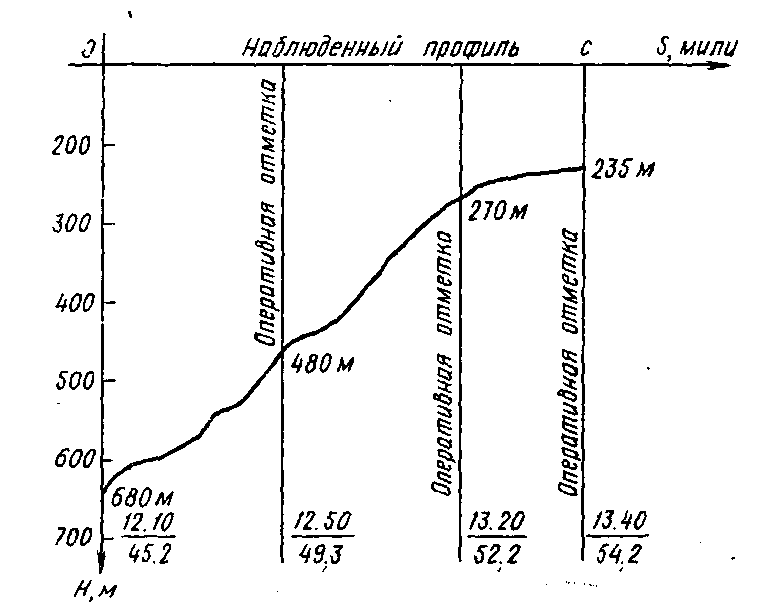 0 Наблюденный профиль С S, мили
200
300
400
500
600
700
H, м
Оперативная отметка
Оперативная отметка
Оперативная отметка
680 м
480 м
270 м
235 м
12.10
45.2
12.50
49,3
13.20
52,2
13.40
54,2